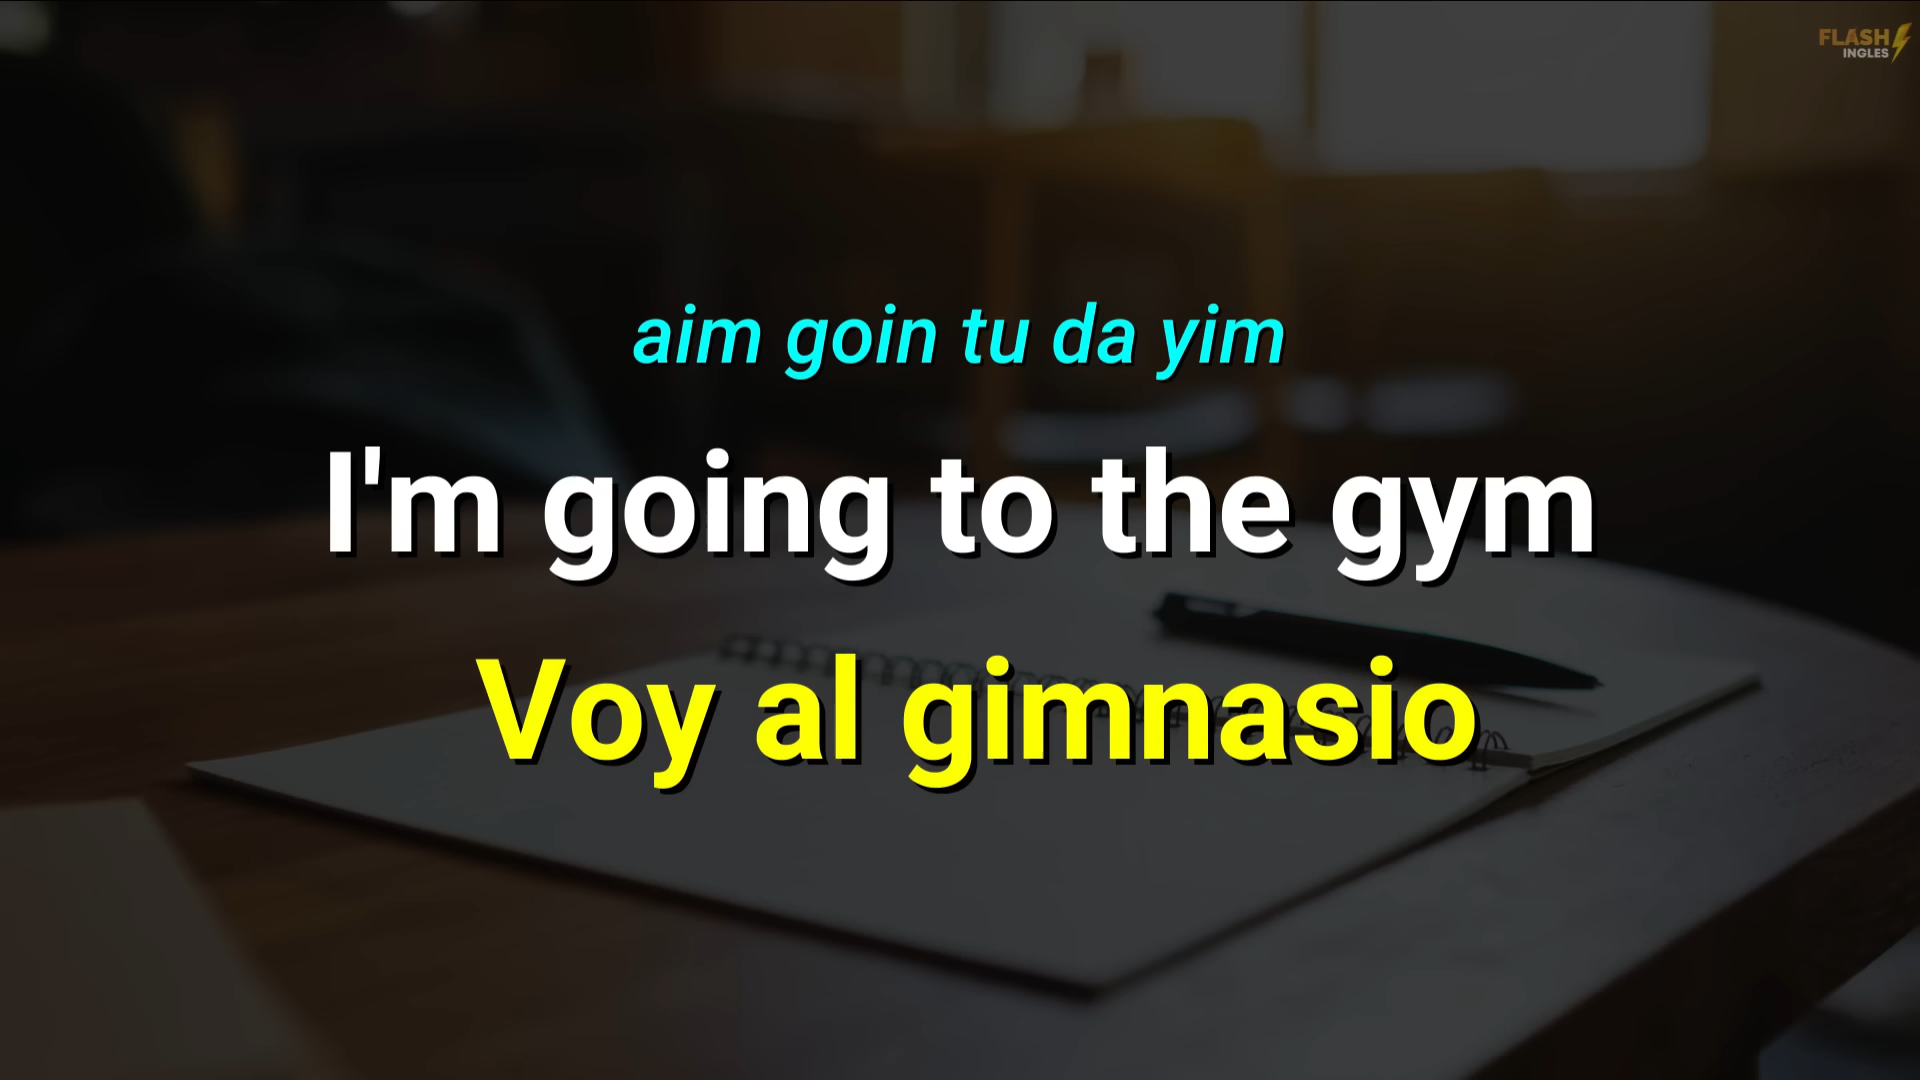 FLASH
INGLES
aim goin tu da yim
I'm going to the gym
Voy al gimnasio